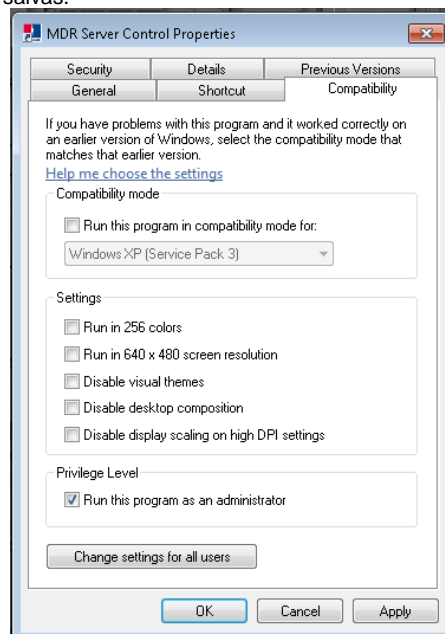 salvas.
MDR Server Control Properties
Security Details Previous Versions
General Shortcut Compatibility
If you have problems with this program and it worked correctly on
an earlier version of Windows, select the compatibility mode that
matches that earlier version.
Help me choose the settings
Compatibility mode
Run this program in compatibility mode for:
Windows XP (Service Pack 3)
Settings
Run in 256 colors
Run in 640 x 480 screen resolution
Disable visual themes
Disable desktop composition
Disable display scaling on high DPI settings
Privilege Level
Run this program as an administrator
Change settings for all users
OK Cancel Apply